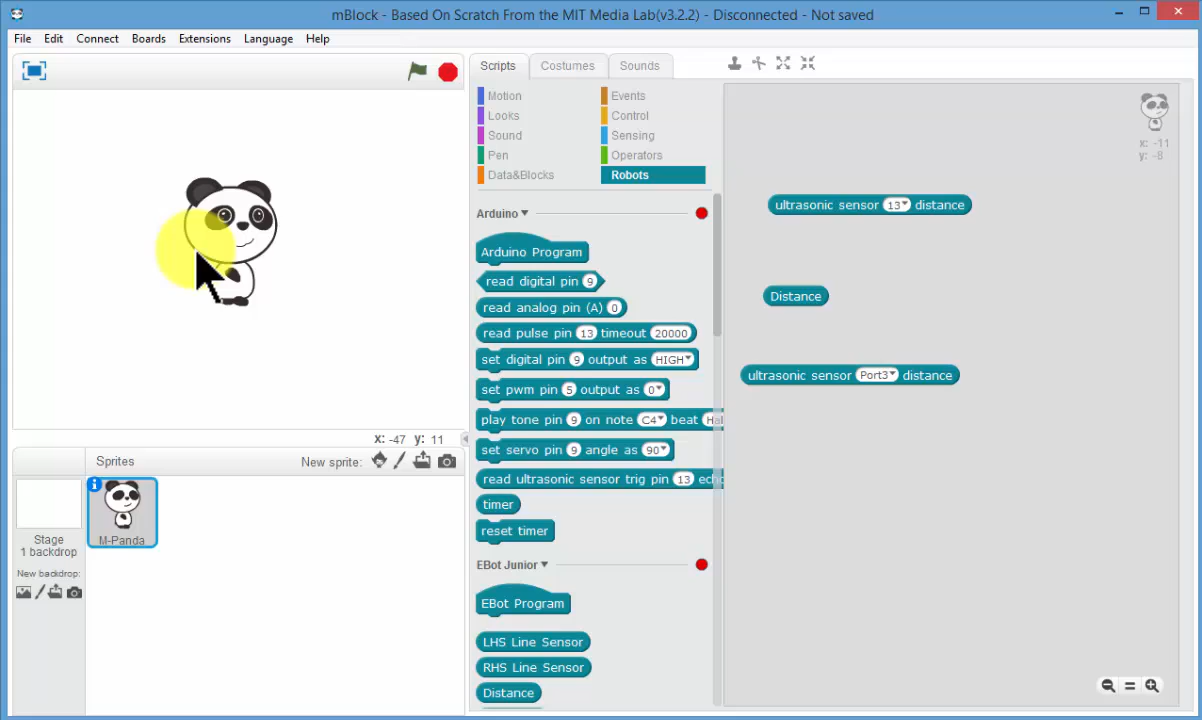 mBlock - Based On Scratch From the MIT Media Lab(v3.2.2) - Disconnected - Not saved
File Edit Connect Boards Extensions Language Help
Scripts Costumes Sounds
Motion Events
Looks Control
Sound Sensing
Pen Operators
Data&Blocks Robots
Arduino
Arduino Program
read digital pin 9
read analog pin (A) 0
read pulse pin 13 timeout 20000
set digital pin 9 output as HIGH
set pwm pin 5 output as 0
play tone pin 9 on note C4 beat Hal
set servo pin 9 angle as 90
read ultrasonic sensor trig pin 13 echo
timer
reset timer
EBot Junior
EBot Program
LHS Line Sensor
RHS Line Sensor
Distance
x: -11
y: -8
ultrasonic sensor 13 distance
Distance
ultrasonic sensor Port3 distance
x: -47 y: 11
Sprites New sprite:
Stage
1 backdrop
New backdrop:
i
M-Panda